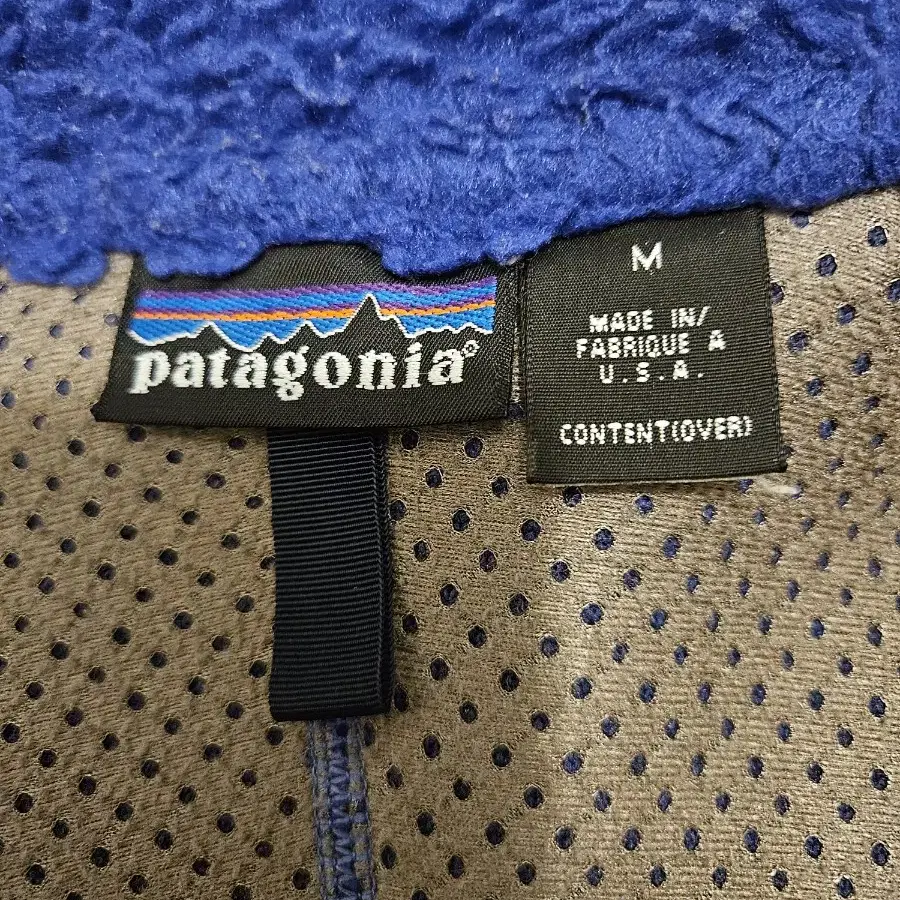 patagonia®
M
MADE IN/
FABRIQUE A
U.S.A.
CONTENT(OVER)